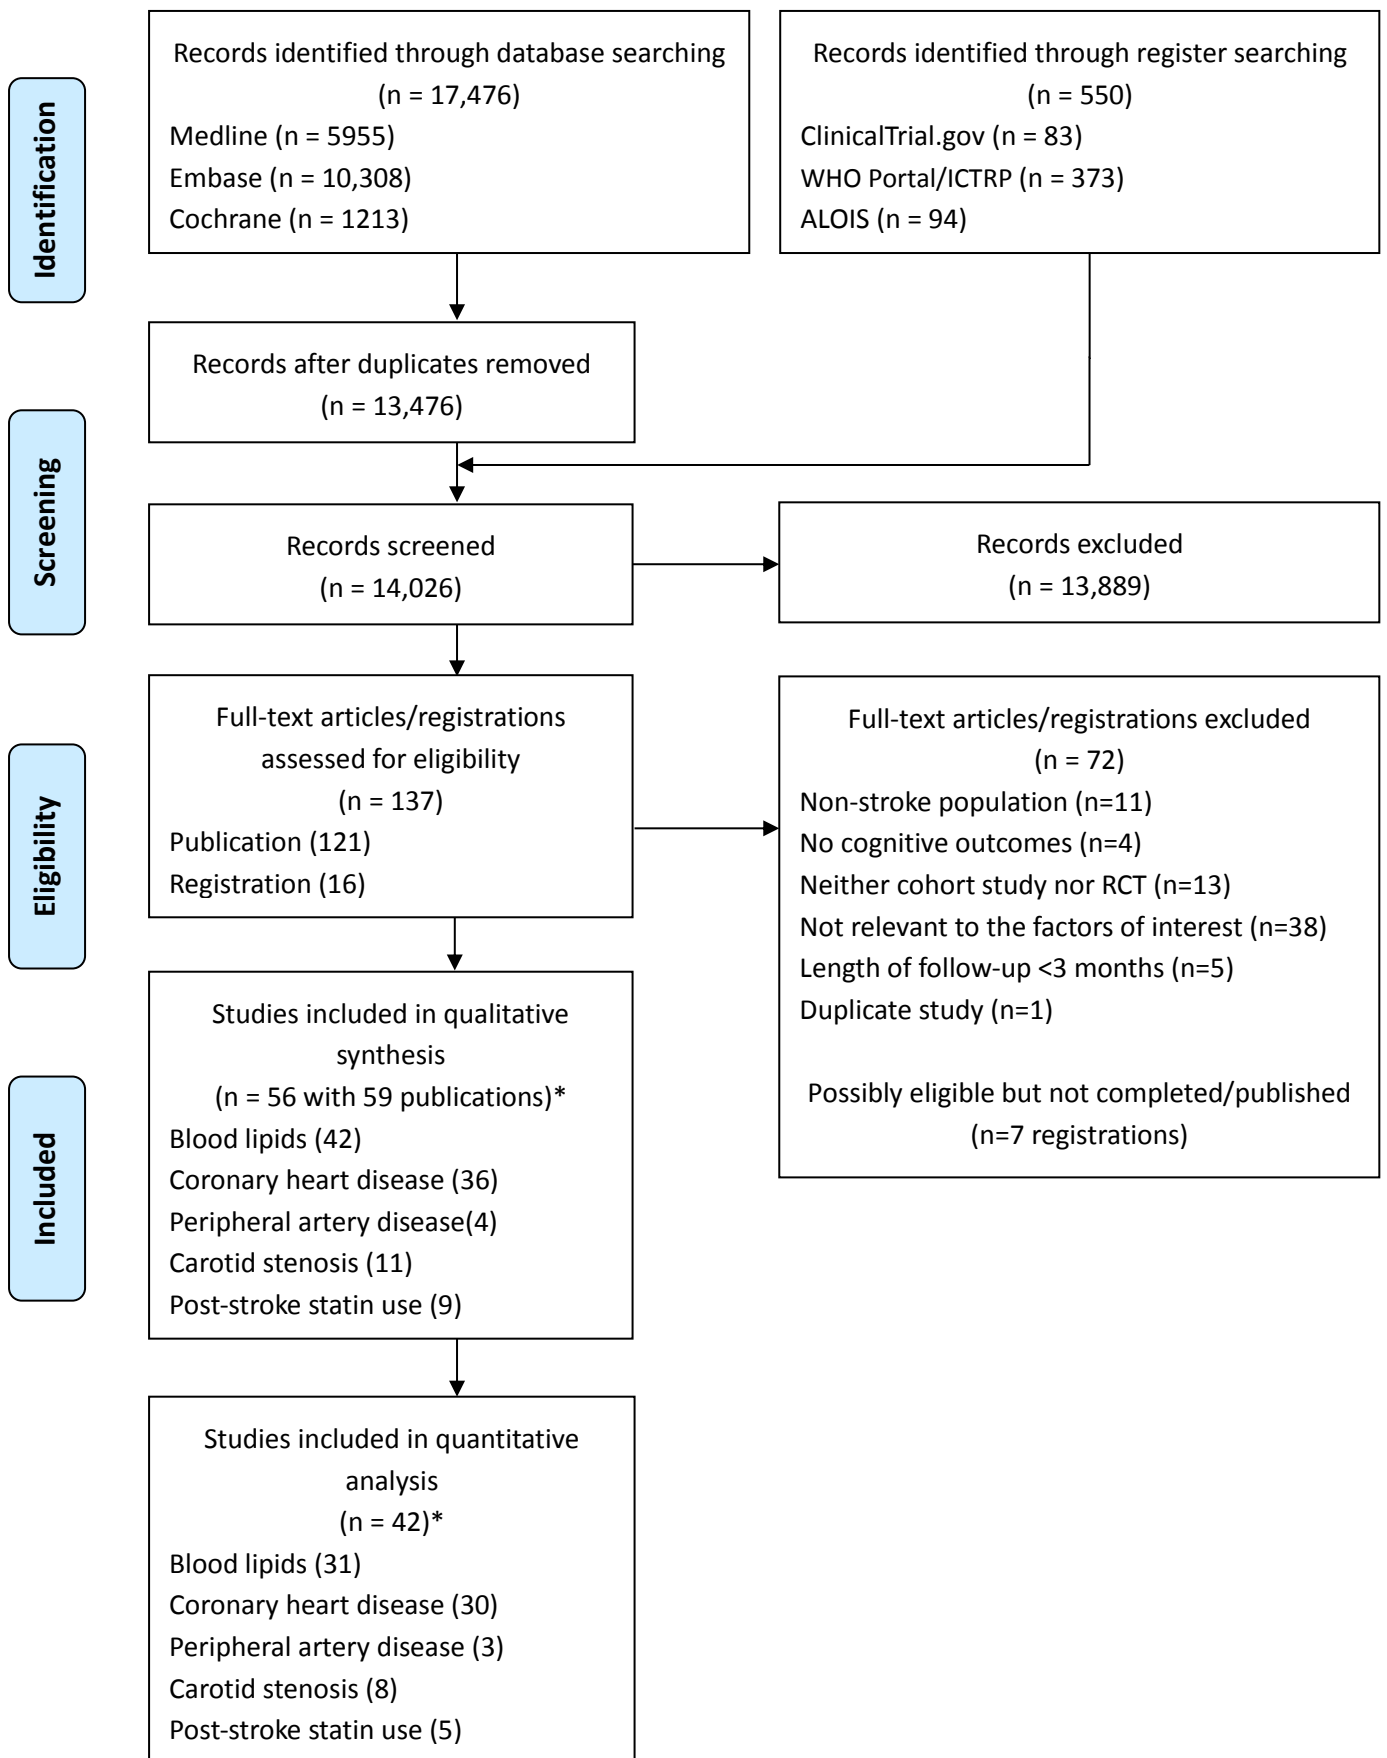 Identification
Records identified through database searching
(n = 17,476)
Medline (n = 5955)
Embase (n = 10,308)
Cochrane (n = 1213)
Records identified through register searching
(n = 550)
ClinicalTrial.gov (n = 83)
WHO Portal/ICTRP (n = 373)
ALOIS (n = 94)
Records after duplicates removed
(n = 13,476)
Screening
Records screened
(n = 14,026)
Records excluded
(n = 13,889)
Eligibility
Full-text articles/registrations
assessed for eligibility
(n = 137)
Publication (121)
Registration (16)
Full-text articles/registrations excluded
(n = 72)
Non-stroke population (n=11)
No cognitive outcomes (n=4)
Neither cohort study nor RCT (n=13)
Not relevant to the factors of interest (n=38)
Length of follow-up <3 months (n=5)
Duplicate study (n=1)
Possibly eligible but not completed/published
(n=7 registrations)
Included
Studies included in qualitative
synthesis
(n = 56 with 59 publications)*
Blood lipids (42)
Coronary heart disease (36)
Peripheral artery disease(4)
Carotid stenosis (11)
Post-stroke statin use (9)
Studies included in quantitative
analysis
(n = 42)*
Blood lipids (31)
Coronary heart disease (30)
Peripheral artery disease (3)
Carotid stenosis (8)
Post-stroke statin use (5)